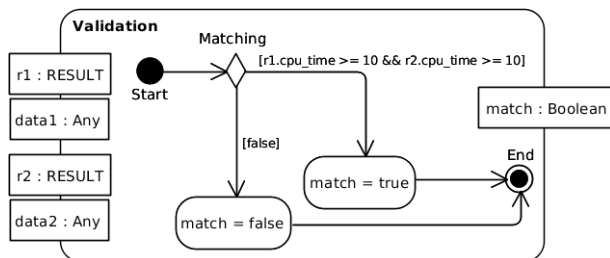 Validation
Matching
[r1.cpu_time >= 10 && r2.cpu_time >= 10]
r1 : RESULT
Start
data1 : Any
match : Boolean
[false]
End
r2 : RESULT
match = true
data2 : Any
match = false